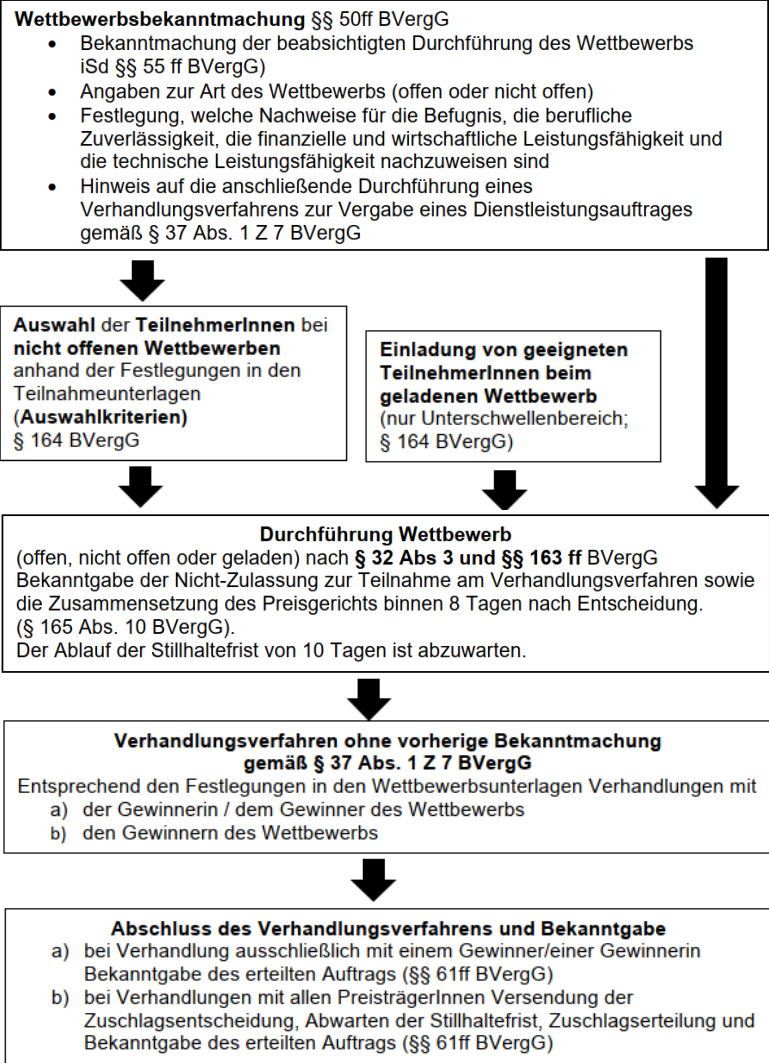 Wettbewerbsbekanntmachung §§ 50ff BVergG
• Bekanntmachung der beabsichtigten Durchführung des Wettbewerbs
iSd §§ 55 ff BVergG)
• Angaben zur Art des Wettbewerbs (offen oder nicht offen)
• Festlegung, welche Nachweise für die Befugnis, die berufliche
Zuverlässigkeit, die finanzielle und wirtschaftliche Leistungsfähigkeit und
die technische Leistungsfähigkeit nachzuweisen sind
• Hinweis auf die anschließende Durchführung eines
Verhandlungsverfahrens zur Vergabe eines Dienstleistungsauftrages
gemäß § 37 Abs. 1 Z 7 BVergG
Auswahl der TeilnehmerInnen bei
nicht offenen Wettbewerben
anhand der Festlegungen in den
Teilnahmeunterlagen
(Auswahlkriterien)
§ 164 BVergG
Einladung von geeigneten
TeilnehmerInnen beim
geladenen Wettbewerb
(nur Unterschwellenbereich;
§ 164 BVergG)
Durchführung Wettbewerb
(offen, nicht offen oder geladen) nach § 32 Abs 3 und §§ 163 ff BVergG
Bekanntgabe der Nicht-Zulassung zur Teilnahme am Verhandlungsverfahren sowie
die Zusammensetzung des Preisgerichts binnen 8 Tagen nach Entscheidung.
(§ 165 Abs. 10 BVergG).
Der Ablauf der Stillhaltefrist von 10 Tagen ist abzuwarten.
Verhandlungsverfahren ohne vorherige Bekanntmachung
gemäß § 37 Abs. 1 Z 7 BVergG
Entsprechend den Festlegungen in den Wettbewerbsunterlagen Verhandlungen mit
a) der Gewinnerin / dem Gewinner des Wettbewerbs
b) den Gewinnern des Wettbewerbs
Abschluss des Verhandlungsverfahrens und Bekanntgabe
a) bei Verhandlung ausschließlich mit einem Gewinner/einer Gewinnerin
Bekanntgabe des erteilten Auftrags (§§ 61ff BVergG)
b) bei Verhandlungen mit allen PreisträgerInnen Versendung der
Zuschlagsentscheidung, Abwarten der Stillhaltefrist, Zuschlagserteilung und
Bekanntgabe des erteilten Auftrags (§§ 61ff BVergG)